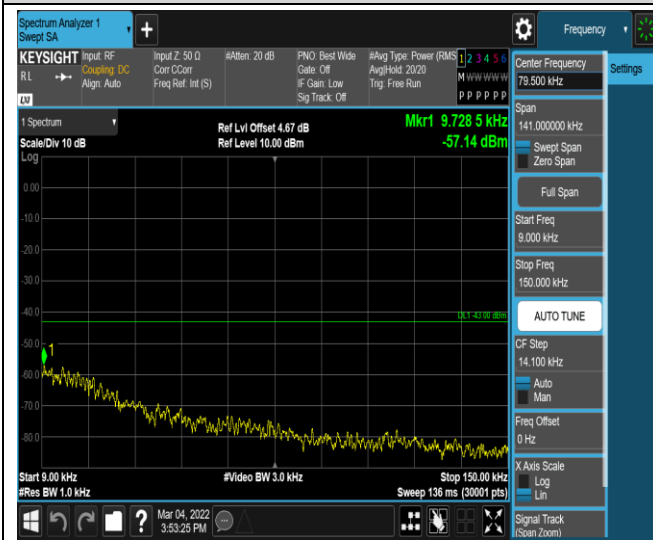 Spectrum Analyzer 1
Swept SA
+
Frequency
KEYSIGHT
R L
LXI
Input: RF
Coupling: DC
Align: Auto
Input Z: 50 Ω
Corr CCorr
Freq Ref: Int (S)
#Atten: 20 dB
PNO: Best Wide
Gate: Off
IF Gain: Low
Sig Track: Off
#Avg Type: Power (RMS
Avg|Hold: 20/20
Trig: Free Run
1 2 3 4 5 6
M W W W W W
P P P P P P
1 Spectrum
Scale/Div 10 dB
Log
Ref Lvl Offset 4.67 dB
Ref Level 10.00 dBm
Mkr1 9.728 5 kHz
-57.14 dBm
0.00
-10.0
-20.0
-30.0
-40.0
DL1 -43.00 dBm
-50.0
1
-60.0
-70.0
-80.0
Start 9.00 kHz
#Res BW 1.0 kHz
#Video BW 3.0 kHz
Stop 150.00 kHz
Sweep 136 ms (30001 pts)
Center Frequency
79.500 kHz
Settings
Span
141.000000 kHz
Swept Span
Zero Span
Full Span
Start Freq
9.000 kHz
Stop Freq
150.000 kHz
AUTO TUNE
CF Step
14.100 kHz
Auto
Man
Freq Offset
0 Hz
X Axis Scale
Log
Lin
Signal Track
(Span Zoom)
?
Mar 04, 2022
3:53:25 PM